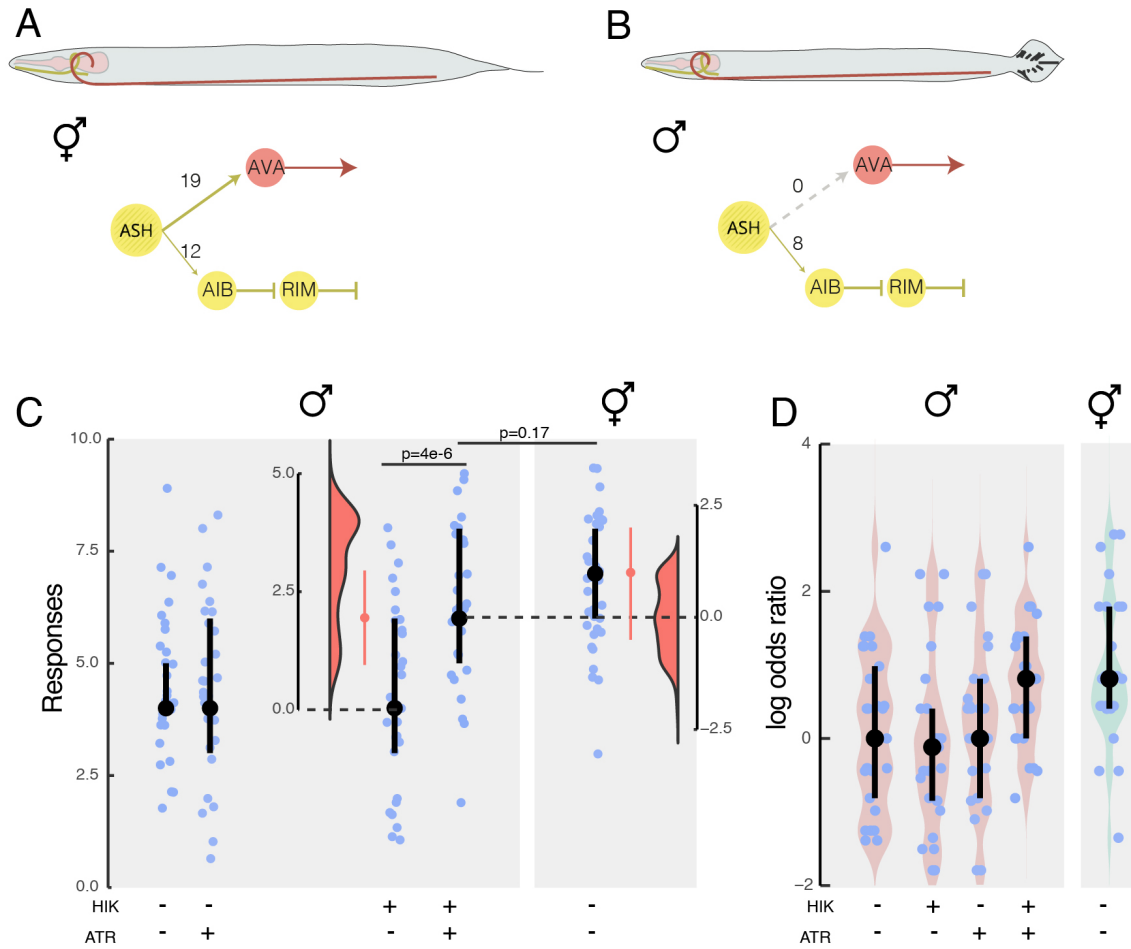 A
B
⚥
♂
AVA
19
ASH
12
AIB
RIM
AVA
0
ASH
8
AIB
RIM
C
♂
⚥
D
♂
⚥
10.0
p=0.17
p=4e-6
4
5.0
7.5
2.5
2
2.5
Responses
5.0
0.0
log odds ratio
0
0.0
2.5
−2.5
0.0
−2
HIK - - + + - - + - +
-
ATR - + - + - - - + +
-